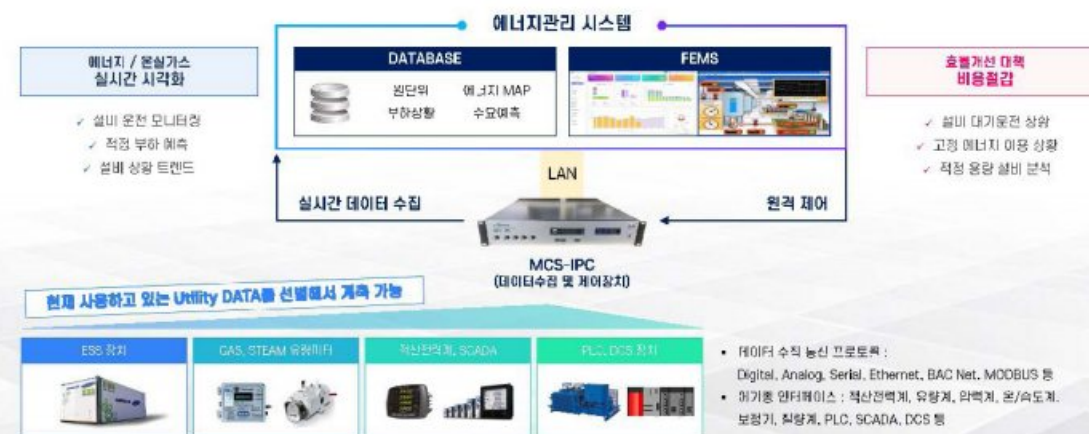 에너지관리 시스템
에너지 / 온실가스
실시간 시각화
✓ 설비 운전 모니터링
✓ 적정 부하 예측
✓ 설비 상황 트렌드
DATABASE
원단위 에너지 MAP
부하상황 수요예측
FEMS
효율개선 대책
비용절감
✓ 설비 대기운전 상황
✓ 고정 에너지 이용 상황
✓ 적정 용량 설비 분석
LAN
실시간 데이터 수집
원격 제어
MCS-IPC
(데이터수집 및 제어장치)
현재 사용하고 있는 Utility DATA를 선별해서 계측 가능
ESS 장치
GAS, STEAM 유량미터
적산전력계, SCADA
PLC, DCS 장치
• 데이터 수집 통신 프로토콜 :
Digital, Analog, Serial, Ethernet, BAC Net, MODBUS 등
• 이기종 인터페이스 : 적산전력계, 유량계, 압력계, 온/습도계,
보정기, 질량계, PLC, SCADA, DCS 등